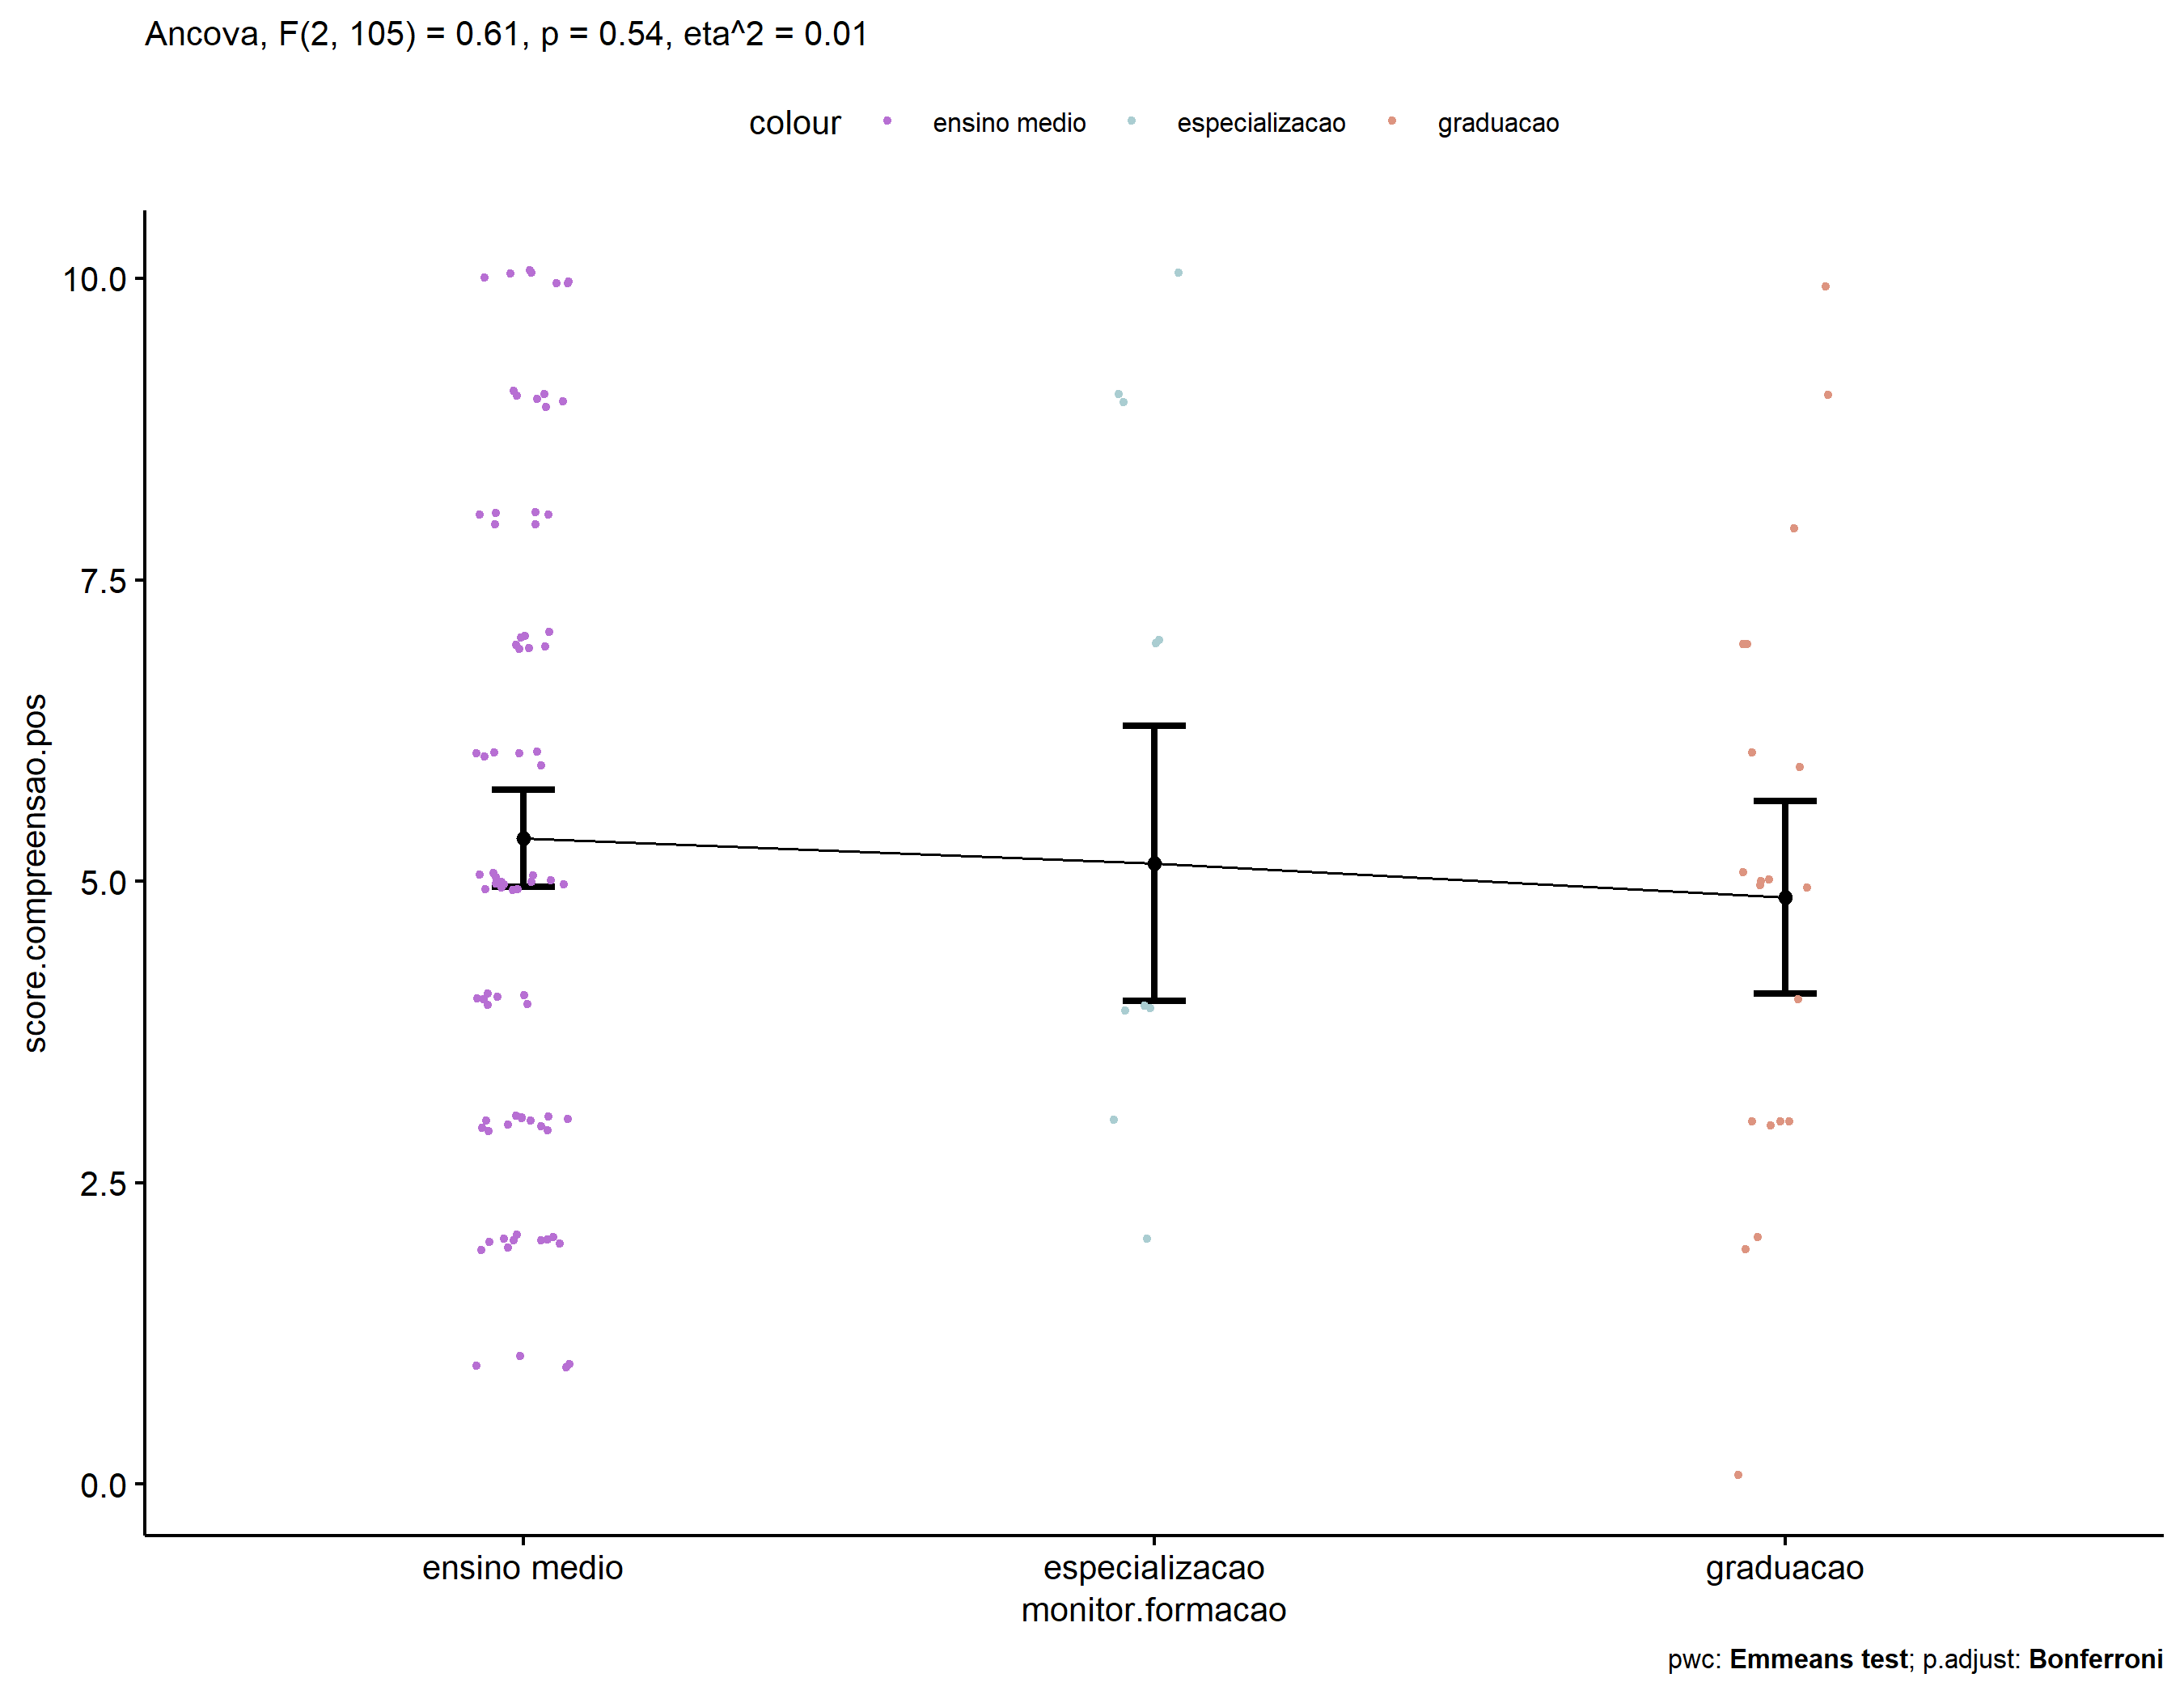 Ancova, F(2, 105) = 0.61, p = 0.54, eta^2 = 0.01
colour ensino medio especializacao graduacao
10.0
7.5
5.0
2.5
0.0
score.compreensao.pos
ensino medio especializacao graduacao
monitor.formacao
pwc: Emmeans test; p.adjust: Bonferroni